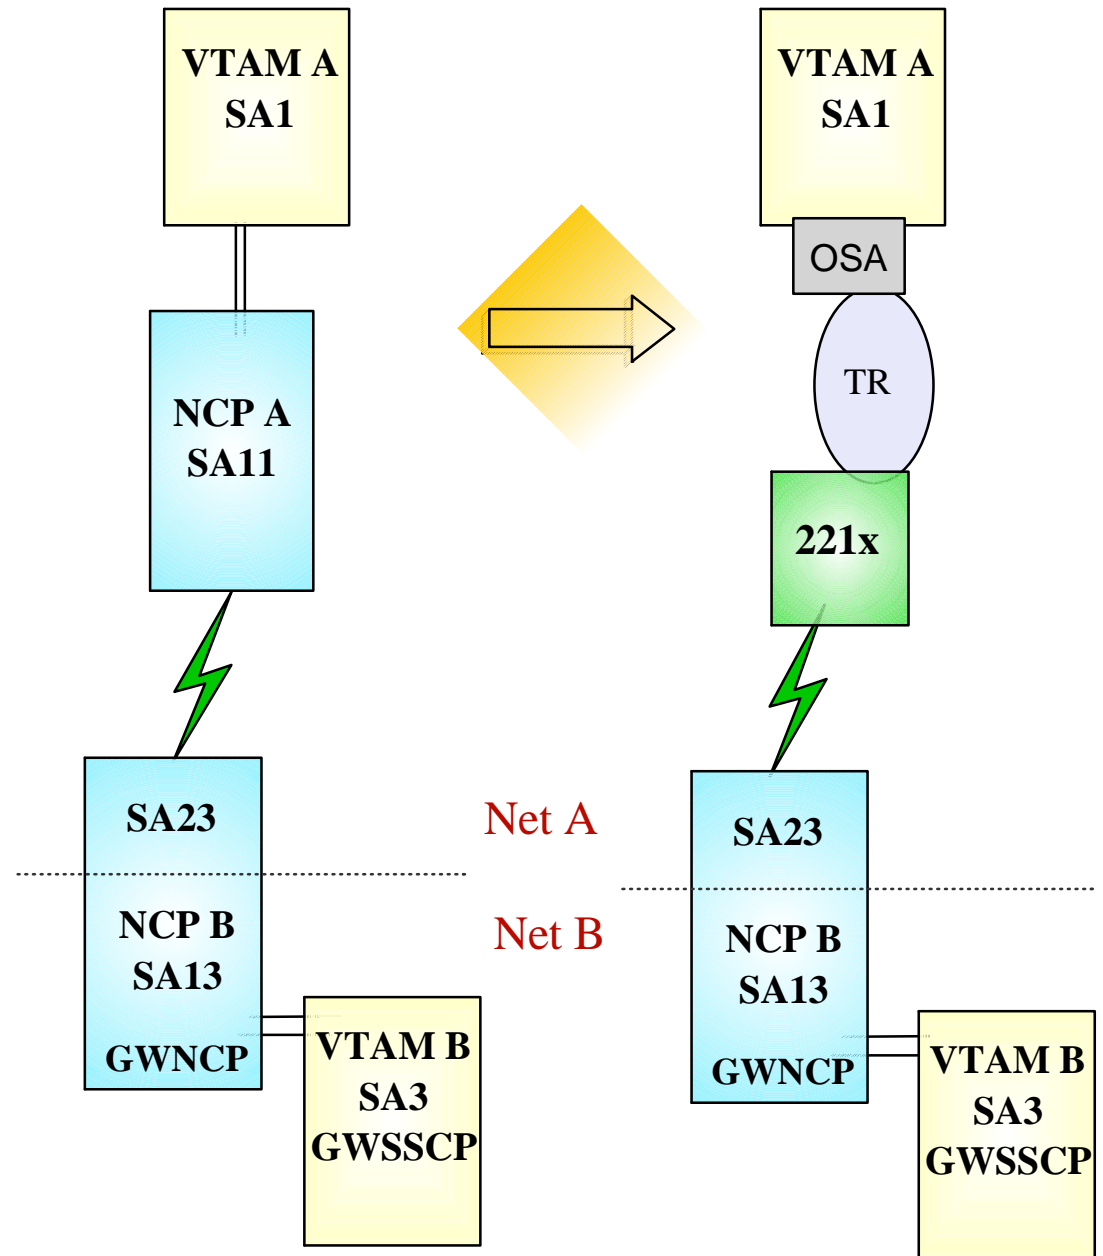 VTAM A
SA1
NCP A
SA11
SA23
NCP B
SA13
GWNCP
VTAM B
SA3
GWSSCP
Net A
Net B
VTAM A
SA1
OSA
TR
221x
SA23
NCP B
SA13
GWNCP
VTAM B
SA3
GWSSCP